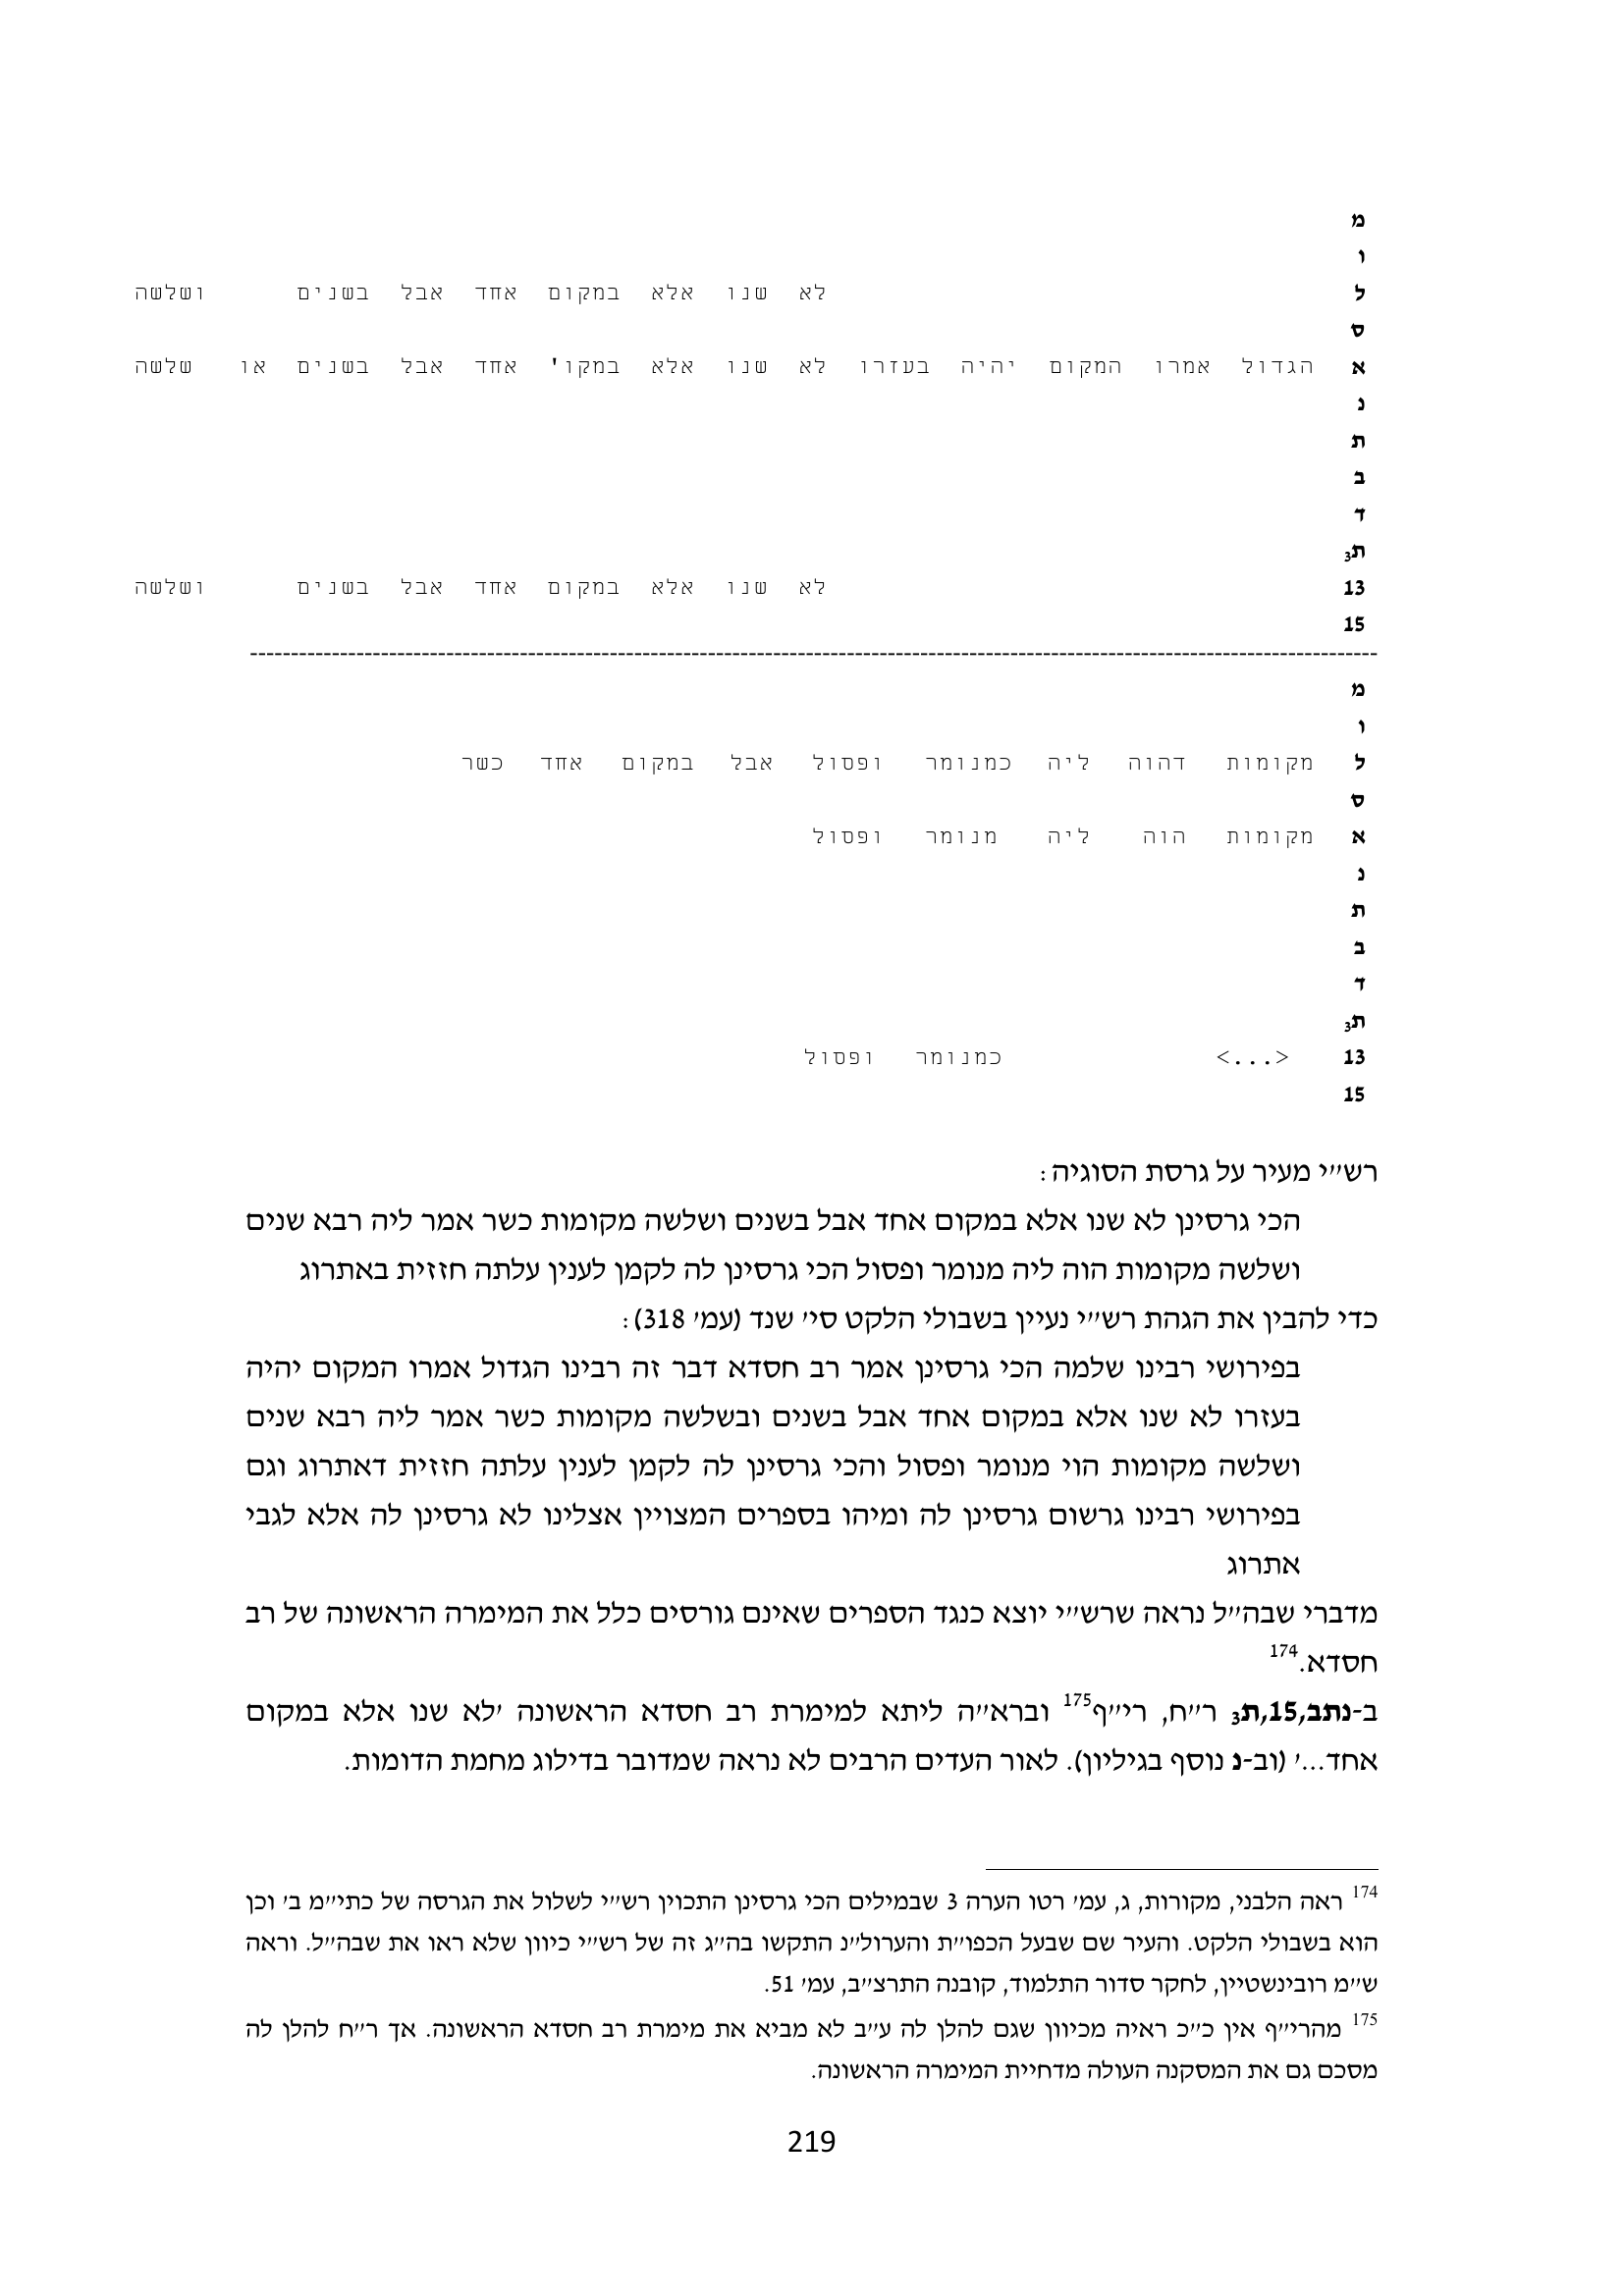 מ
ו
ל לא שנו אלא במקום אחד אבל בשנים ושלשה
ס
א הגדול אמרו המקום יהיה בעזרו לא שנו אלא במקו' אחד אבל בשנים או שלשה
נ
ת
ב
ד
ת3
13 לא שנו אלא במקום אחד אבל בשנים ושלשה
15
---------------------------------------------------------------------------------------------------------------------------------------------
מ
ו
ל מקומות דהוה ליה כמנומר ופסול אבל במקום אחד כשר
ס
א מקומות הוה ליה מנומר ופסול
נ
ת
ב
ד
ת3
13 <...> כמנומר ופסול
15
רש״י מעיר על גרסת הסוגיה:
הכי גרסינן לא שנו אלא במקום אחד אבל בשנים ושלשה מקומות כשר אמר ליה רבא שנים
ושלשה מקומות הוה ליה מנומר ופסול הכי גרסינן לה לקמן לענין עלתה חזזית באתרוג
כדי להבין את הגהת רש״י נעיין בשבולי הלקט סי׳ שנד (עמ׳ 318):
בפירושי רבינו שלמה הכי גרסינן אמר רב חסדא דבר זה רבינו הגדול אמרו המקום יהיה
בעזרו לא שנו אלא במקום אחד אבל בשנים ובשלשה מקומות כשר אמר ליה רבא שנים
ושלשה מקומות הוי מנומר ופסול והכי גרסינן לה לקמן לענין עלתה חזזית דאתרוג וגם
בפירושי רבינו גרשום גרסינן לה ומיהו בספרים המצויין אצלינו לא גרסינן לה אלא לגבי
אתרוג
מדברי שבה״ל נראה שרש״י יוצא כנגד הספרים שאינם גורסים כלל את המימרה הראשונה של רב
חסדא.174
ב-נתב,15,ת3 ר״ח, רי״ף175 וברא״ה ליתא למימרת רב חסדא הראשונה ׳לא שנו אלא במקום
אחד...׳ (וב-נ נוסף בגיליון). לאור העדים הרבים לא נראה שמדובר בדילוג מחמת הדומות.
174 ראה הלבני, מקורות, ג, עמ׳ רטו הערה 3 שבמילים הכי גרסינן התכוין רש״י לשלול את הגרסה של כתי״מ ב׳ וכן
הוא בשבולי הלקט. והעיר שם שבעל הכפו״ת והערול״נ התקשו בה״ג זה של רש״י כיוון שלא ראו את שבה״ל. וראה
ש״מ רובינשטיין, לחקר סדור התלמוד, קובנה התרצ״ב, עמ׳ 51.
175 מהרי״ף אין כ״כ ראיה מכיוון שגם להלן לה ע״ב לא מביא את מימרת רב חסדא הראשונה. אך ר״ח להלן לה
מסכם גם את המסקנה העולה מדחיית המימרה הראשונה.
219